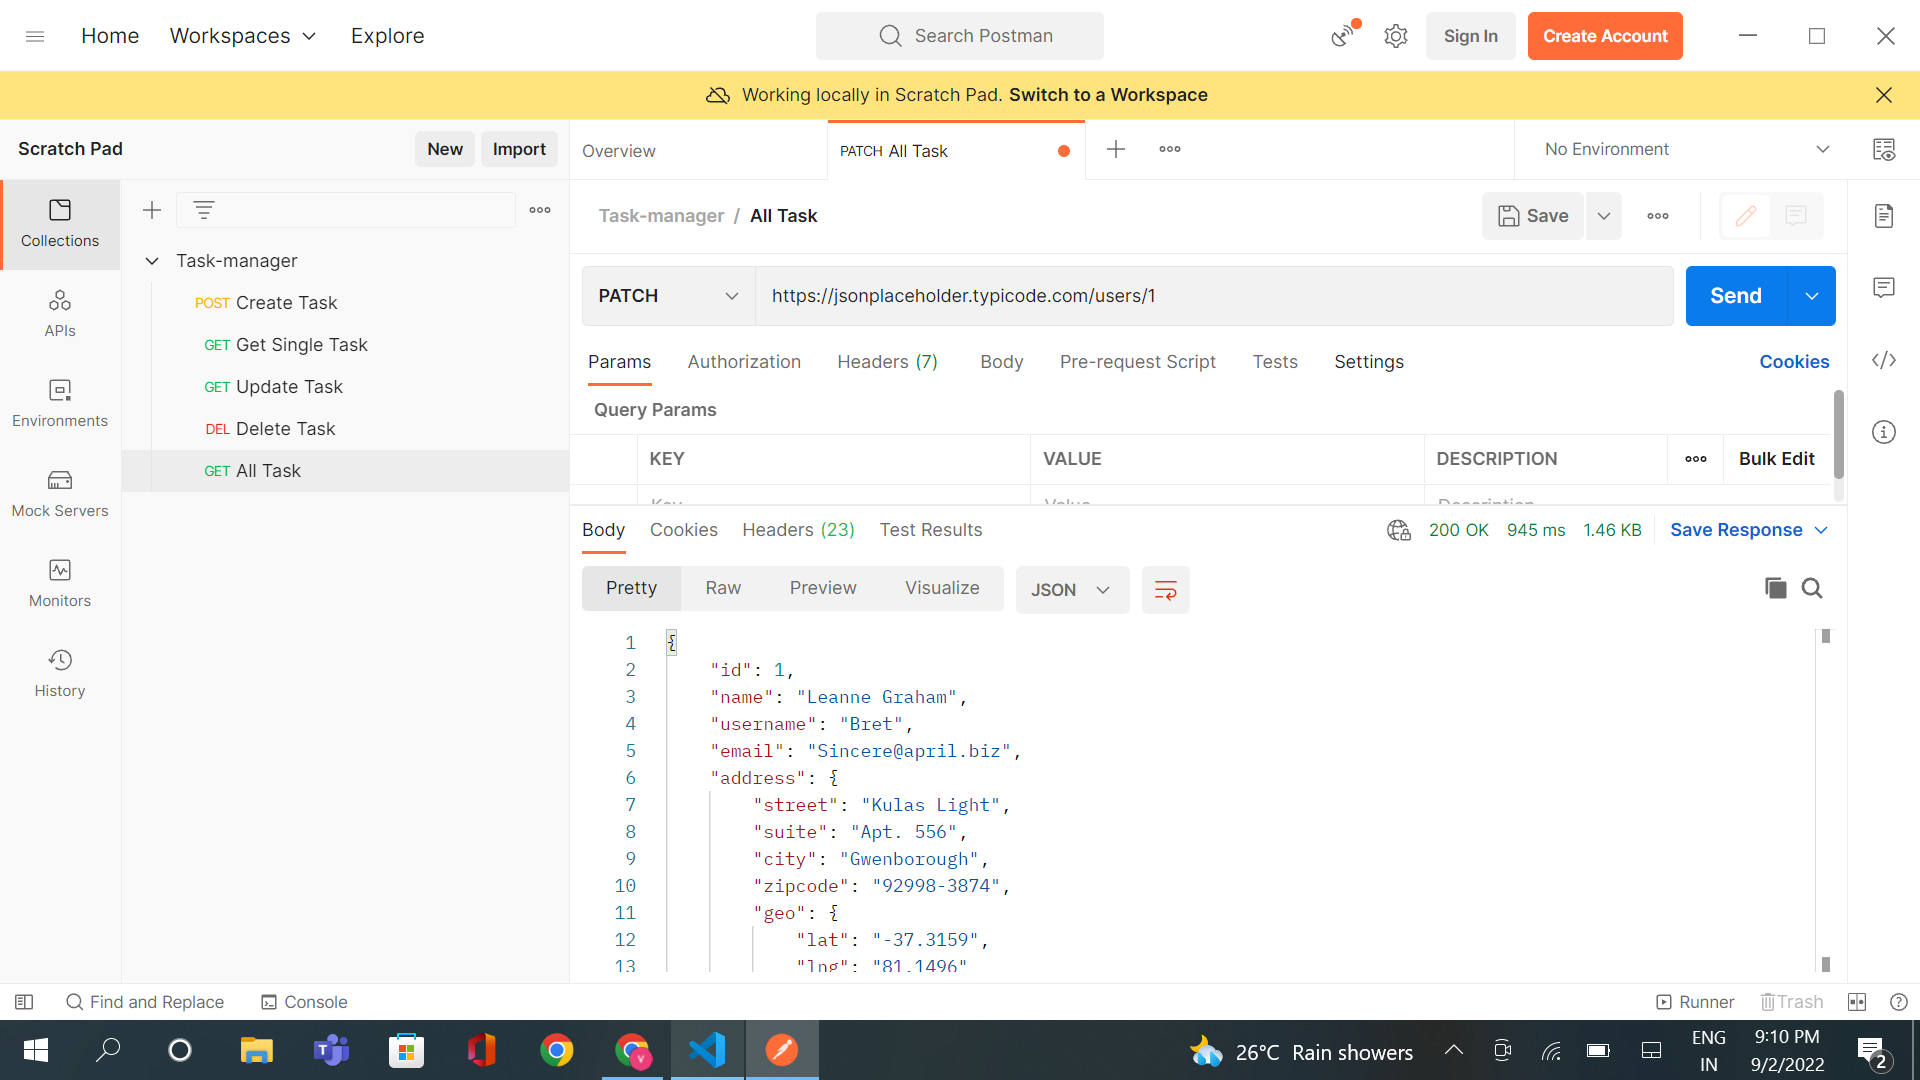 Home
Workspaces
Explore
Search Postman
Sign In
Create Account
Working locally in Scratch Pad. Switch to a Workspace
Scratch Pad
New
Import
Overview
PATCH All Task
No Environment
Collections
APIs
Environments
Mock Servers
Monitors
History
Task-manager
POST Create Task
GET Get Single Task
GET Update Task
DEL Delete Task
GET All Task
Task-manager / All Task
Save
PATCH
https://jsonplaceholder.typicode.com/users/1
Send
Params
Authorization
Headers (7)
Body
Pre-request Script
Tests
Settings
Cookies
Query Params
KEY
VALUE
DESCRIPTION
Bulk Edit
Key
Value
Description
Body
Cookies
Headers (23)
Test Results
200 OK
945 ms
1.46 KB
Save Response
Pretty
Raw
Preview
Visualize
JSON
1 {
2 "id": 1,
3 "name": "Leanne Graham",
4 "username": "Bret",
5 "email": "Sincere@april.biz",
6 "address": {
7 "street": "Kulas Light",
8 "suite": "Apt. 556",
9 "city": "Gwenborough",
10 "zipcode": "92998-3874",
11 "geo": {
12 "lat": "-37.3159",
13 "lng": "81.1496"
Find and Replace
Console
Runner
Trash
26°C Rain showers
ENG
IN
9:10 PM
9/2/2022
2